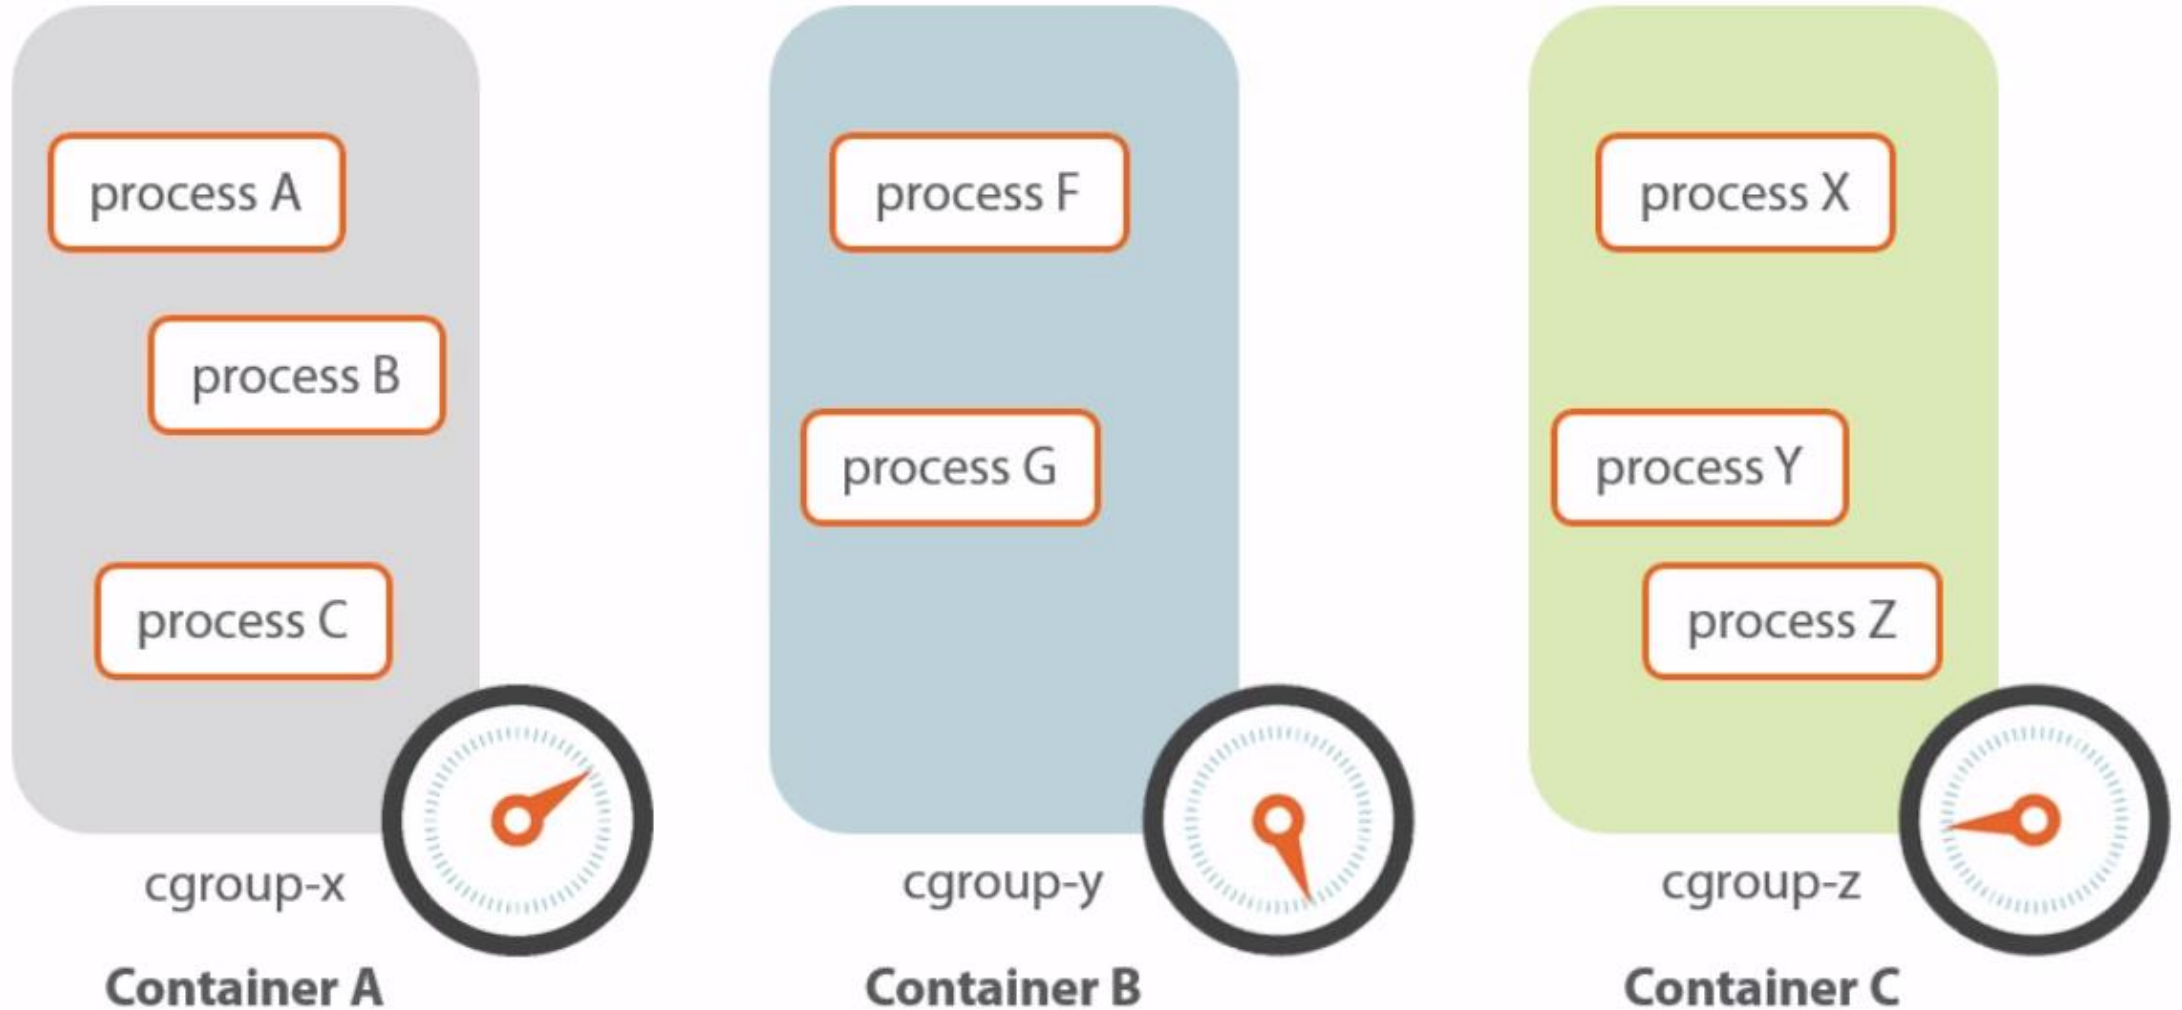 process A
process B
process C
cgroup-x
Container A
process F
process G
cgroup-y
Container B
process X
process Y
process Z
cgroup-z
Container C